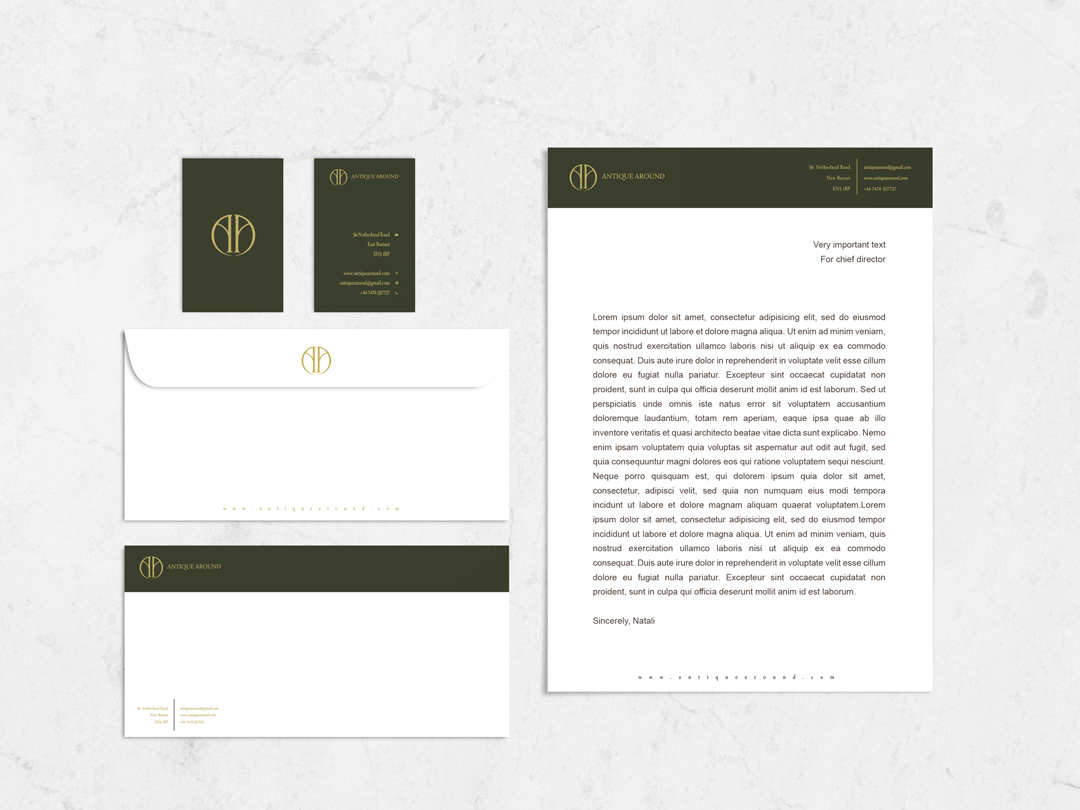 ANTIQUE AROUND
36 Netherland Road
East Barnet
EN5 1BP
www.antiquearound.com
antiquearound@gmail.com
+44 7476 357737
www.antiquearound.com
ANTIQUE AROUND
36 Netherland Road
New Barnet
EN5 1BP
antiquearound@gmail.com
www.antiquearound.com
ANTIQUE AROUND
36 Netherland Road
New Barnet
EN5 1BP
antiquearound@gmail.com
www.antiquearound.com
+44 7476 357737
Very important text
For chief director
Lorem ipsum dolor sit amet, consectetur adipisicing elit, sed do eiusmod
tempor incididunt ut labore et dolore magna aliqua. Ut enim ad minim veniam,
quis nostrud exercitation ullamco laboris nisi ut aliquip ex ea commodo
consequat. Duis aute irure dolor in reprehenderit in voluptate velit esse cillum
dolore eu fugiat nulla pariatur. Excepteur sint occaecat cupidatat non
proident, sunt in culpa qui officia deserunt mollit anim id est laborum. Sed ut
perspiciatis unde omnis iste natus error sit voluptatem accusantium
doloremque laudantium, totam rem aperiam, eaque ipsa quae ab illo
inventore veritatis et quasi architecto beatae vitae dicta sunt explicabo. Nemo
enim ipsam voluptatem quia voluptas sit aspernatur aut odit aut fugit, sed
quia consequuntur magni dolores eos qui ratione voluptatem sequi nesciunt.
Neque porro quisquam est, qui dolorem ipsum quia dolor sit amet,
consectetur, adipisci velit, sed quia non numquam eius modi tempora
incidunt ut labore et dolore magnam aliquam quaerat voluptatem.Lorem
ipsum dolor sit amet, consectetur adipisicing elit, sed do eiusmod tempor
incididunt ut labore et dolore magna aliqua. Ut enim ad minim veniam, quis
nostrud exercitation ullamco laboris nisi ut aliquip ex ea commodo
consequat. Duis aute irure dolor in reprehenderit in voluptate velit esse cillum
dolore eu fugiat nulla pariatur. Excepteur sint occaecat cupidatat non
proident, sunt in culpa qui officia deserunt mollit anim id est laborum.
Sincerely, Natali
www.antiquearound.com